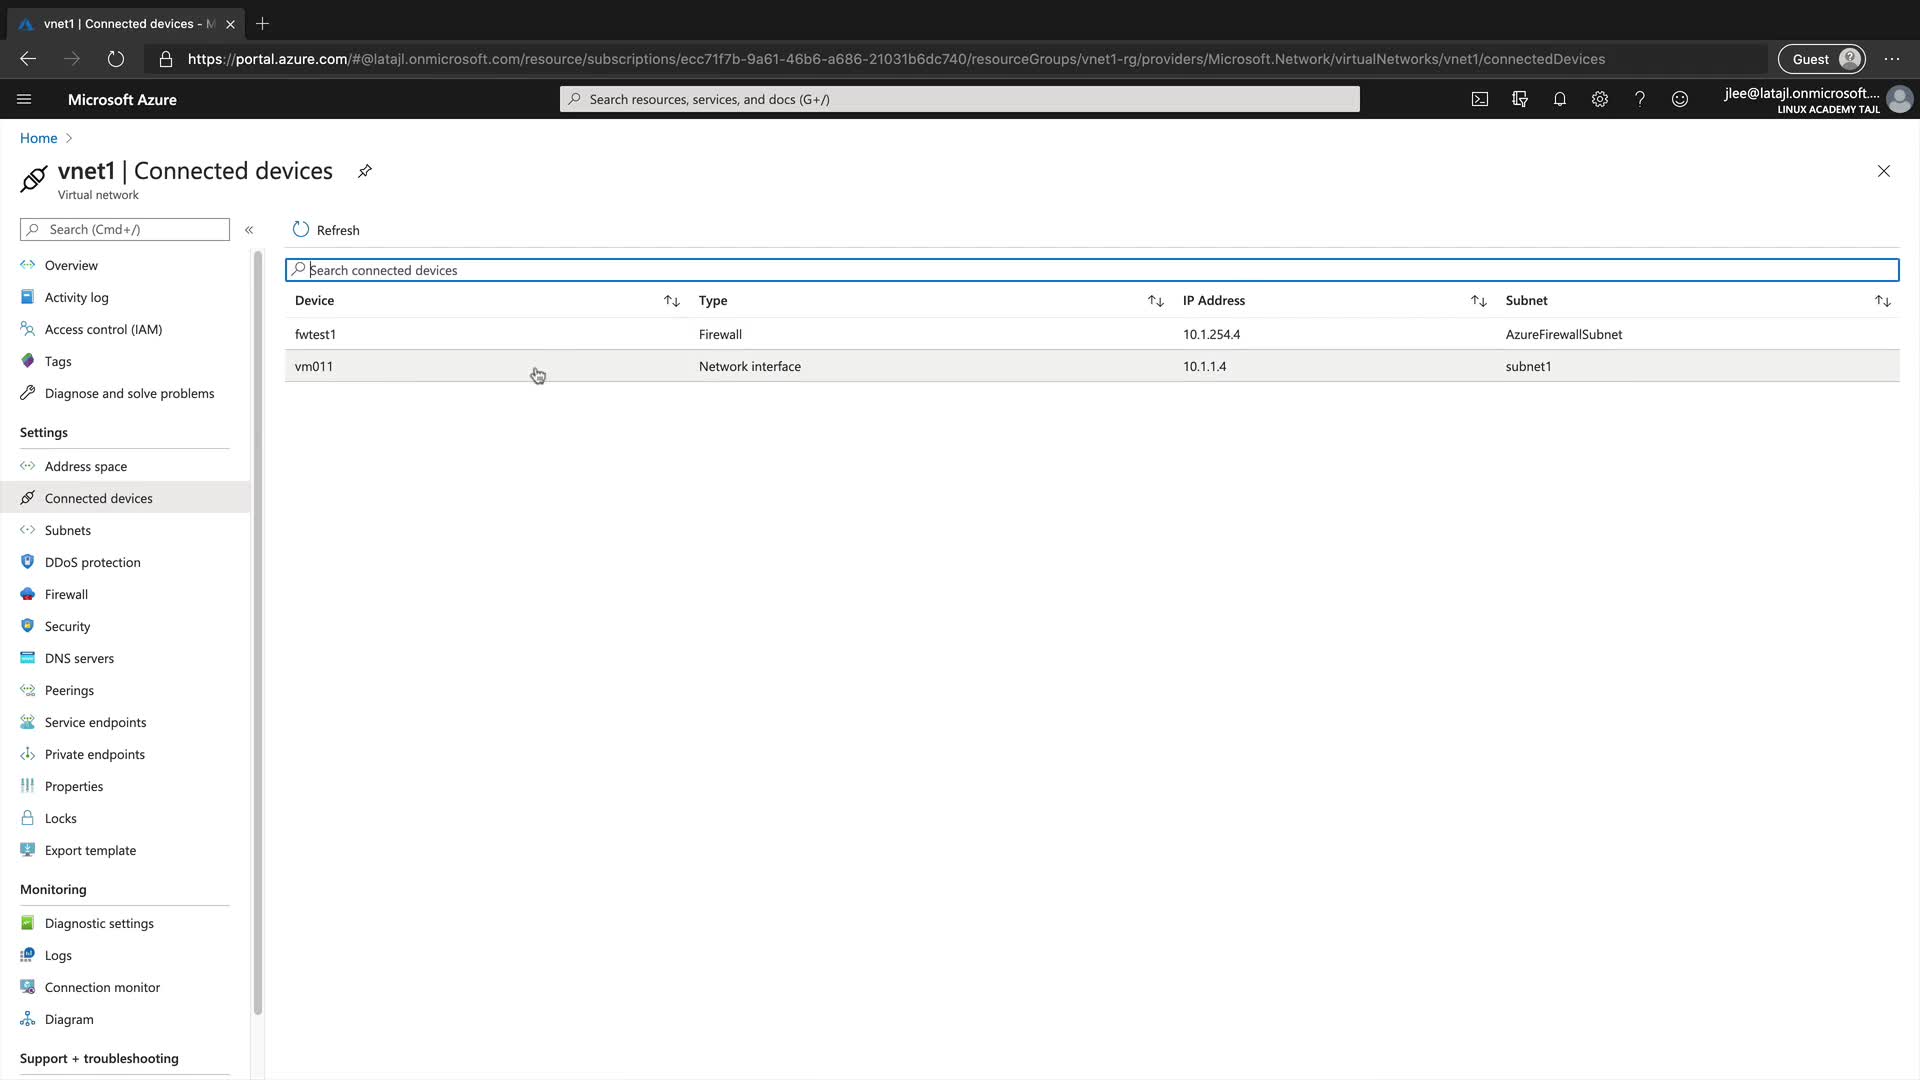 vnet1 | Connected devices - M
https://portal.azure.com/#@latajl.onmicrosoft.com/resource/subscriptions/ecc71f7b-9a61-46b6-a686-21031b6dc740/resourceGroups/vnet1-rg/providers/Microsoft.Network/virtualNetworks/vnet1/connectedDevices
Guest
Microsoft Azure
Search resources, services, and docs (G+/)
jlee@latajl.onmicrosoft....
LINUX ACADEMY TAJL
Home
vnet1 | Connected devices
Virtual network
Search (Cmd+/)
Refresh
Search connected devices
Device Type IP Address Subnet
fwtest1 Firewall 10.1.254.4 AzureFirewallSubnet
vm011 Network interface 10.1.1.4 subnet1
Overview
Activity log
Access control (IAM)
Tags
Diagnose and solve problems
Settings
Address space
Connected devices
Subnets
DDoS protection
Firewall
Security
DNS servers
Peerings
Service endpoints
Private endpoints
Properties
Locks
Export template
Monitoring
Diagnostic settings
Logs
Connection monitor
Diagram
Support + troubleshooting